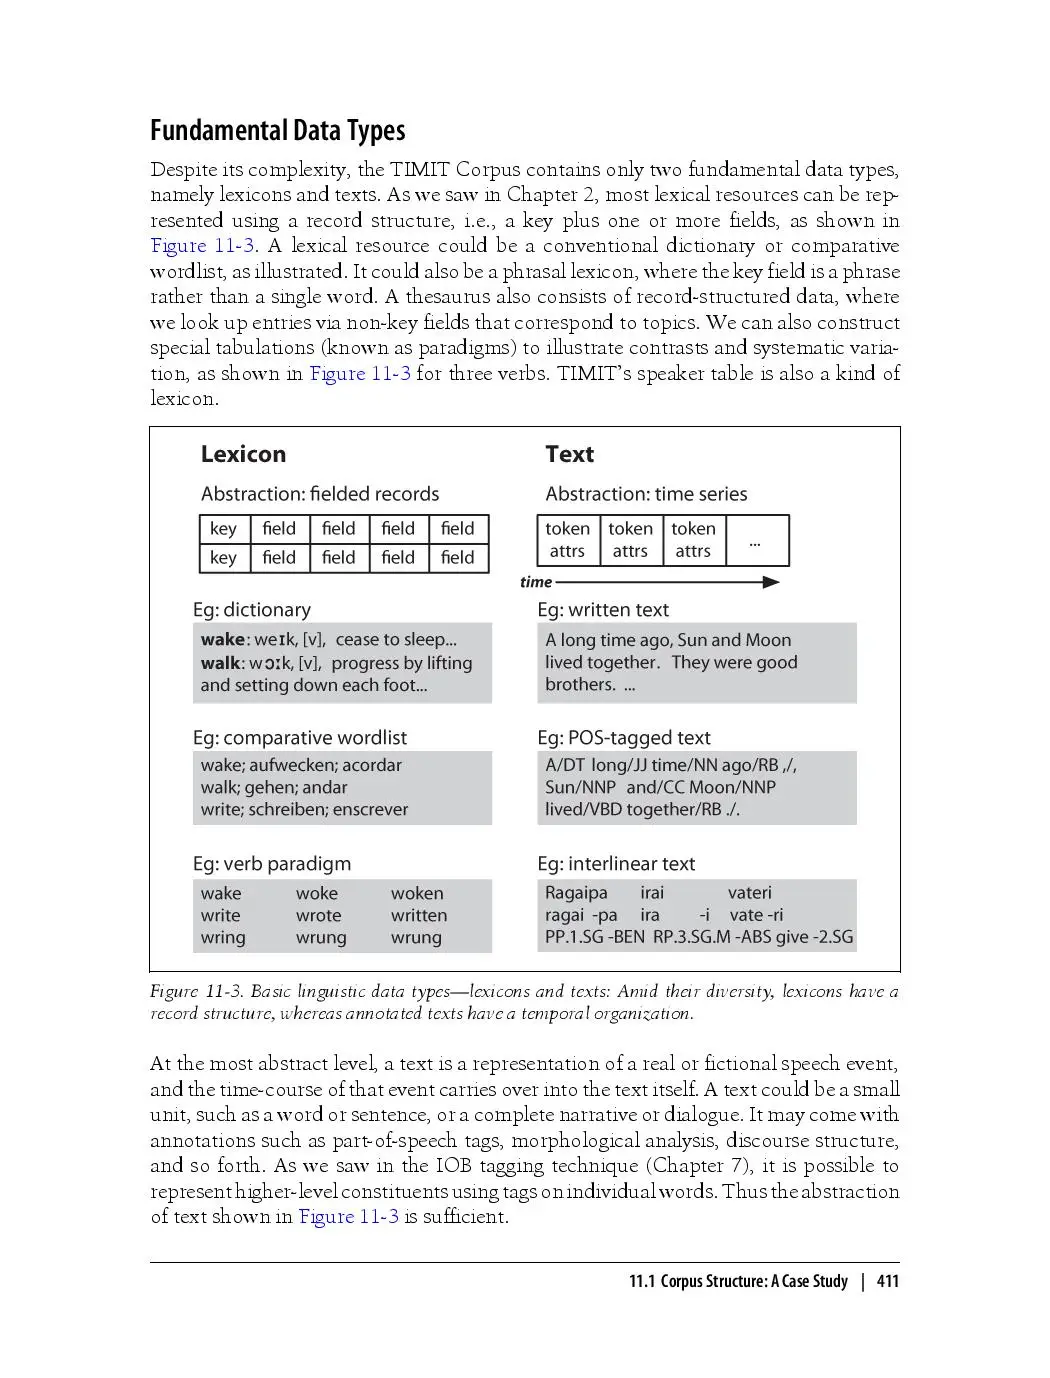 Fundamental Data Types
Despite its complexity, the TIMIT Corpus contains only two fundamental data types,
namely lexicons and texts. As we saw in Chapter 2, most lexical resources can be rep-
resented using a record structure, i.e., a key plus one or more fields, as shown in
Figure 11-3. A lexical resource could be a conventional dictionary or comparative
wordlist, as illustrated. It could also be a phrasal lexicon, where the key field is a phrase
rather than a single word. A thesaurus also consists of record-structured data, where
we look up entries via non-key fields that correspond to topics. We can also construct
special tabulations (known as paradigms) to illustrate contrasts and systematic varia-
tion, as shown in Figure 11-3 for three verbs. TIMIT's speaker table is also a kind of
lexicon.
Lexicon
Abstraction: fielded records
key field field field field
key field field field field
Eg: dictionary
wake: weɪk, [v], cease to sleep...
walk: wɔɪk, [v], progress by lifting
and setting down each foot...
Eg: comparative wordlist
wake; aufwecken; acordar
walk; gehen; andar
write; schreiben; enscrever
Eg: verb paradigm
wake woke woken
write wrote written
wring wrung wrung
Text
Abstraction: time series
token token token
attrs attrs attrs ...
time
Eg: written text
A long time ago, Sun and Moon
lived together. They were good
brothers. ...
Eg: POS-tagged text
A/DT long/JJ time/NN ago/RB ,/,
Sun/NNP and/CC Moon/NNP
lived/VBD together/RB ./.
Eg: interlinear text
Ragaipa irai vateri
ragai -pa ira -i vate -ri
PP.1.SG -BEN RP.3.SG.M -ABS give -2.SG
Figure 11-3. Basic linguistic data types—lexicons and texts: Amid their diversity, lexicons have a
record structure, whereas annotated texts have a temporal organization.
At the most abstract level, a text is a representation of a real or fictional speech event,
and the time-course of that event carries over into the text itself. A text could be a small
unit, such as a word or sentence, or a complete narrative or dialogue. It may come with
annotations such as part-of-speech tags, morphological analysis, discourse structure,
and so forth. As we saw in the IOB tagging technique (Chapter 7), it is possible to
represent higher-level constituents using tags on individual words. Thus the abstraction
of text shown in Figure 11-3 is sufficient.
11.1 Corpus Structure: A Case Study | 411